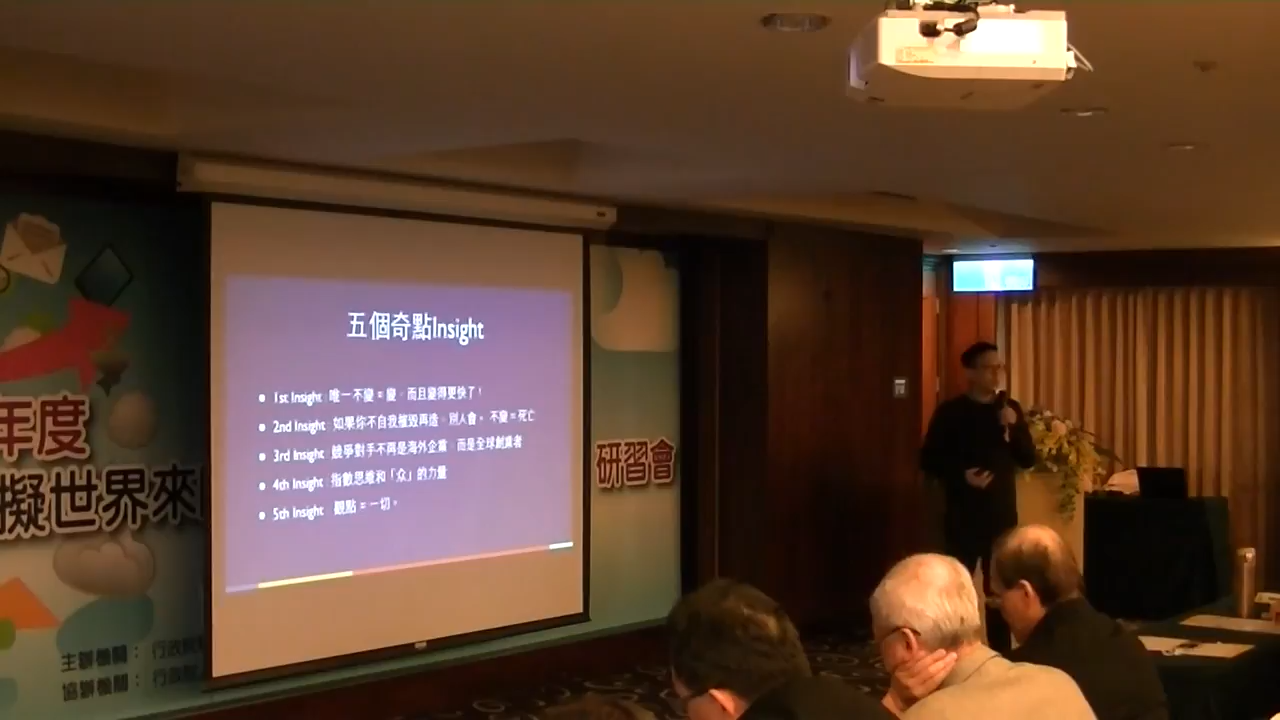 五個奇點Insight
1st Insight 唯一不變 = 變，而且變得更快了！
2nd Insight 如果你不自我摧毀再造，別人會。 不變 = 死亡
3rd Insight 競爭對手不再是海外企業，而是全球創業者
4th Insight 指數思維和「众」的力量
5th Insight 觀點 = 一切。
年度
擬世界來
研習會
主辦機關：行政院
協辦機關：行政院